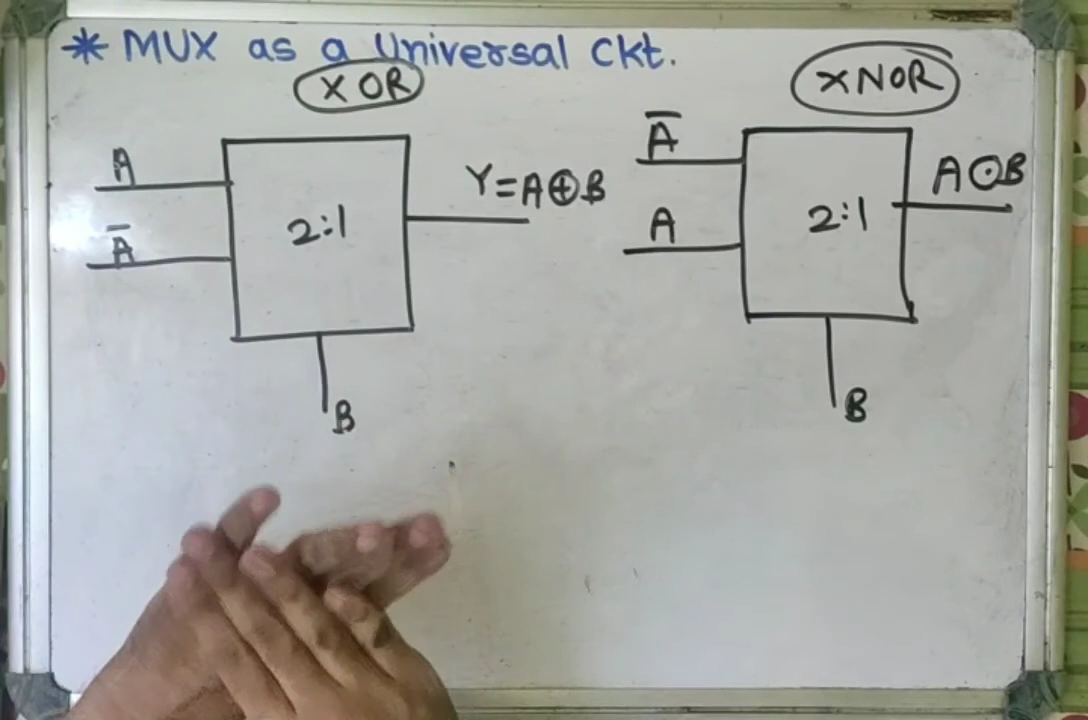 * MUX as a Universal Ckt.
XOR
A
Ā
2:1
Y=A⊕B
B
XNOR
Ā
A
2:1
A⊙B
B